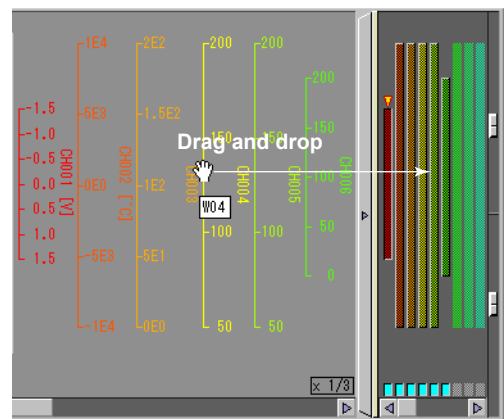 -1.5
-1.0
-0.5
0.0
0.5
1.0
1.5
CH001 [V]
-1E4
-5E3
0E0
-5E3
-1E4
CH002 [°C]
2E2
1.5E2
1E2
5E1
0E0
CH003
200
150
100
50
CH004
200
150
100
50
CH005
200
150
100
50
0
CH006
Drag and drop
W04
x 1/3